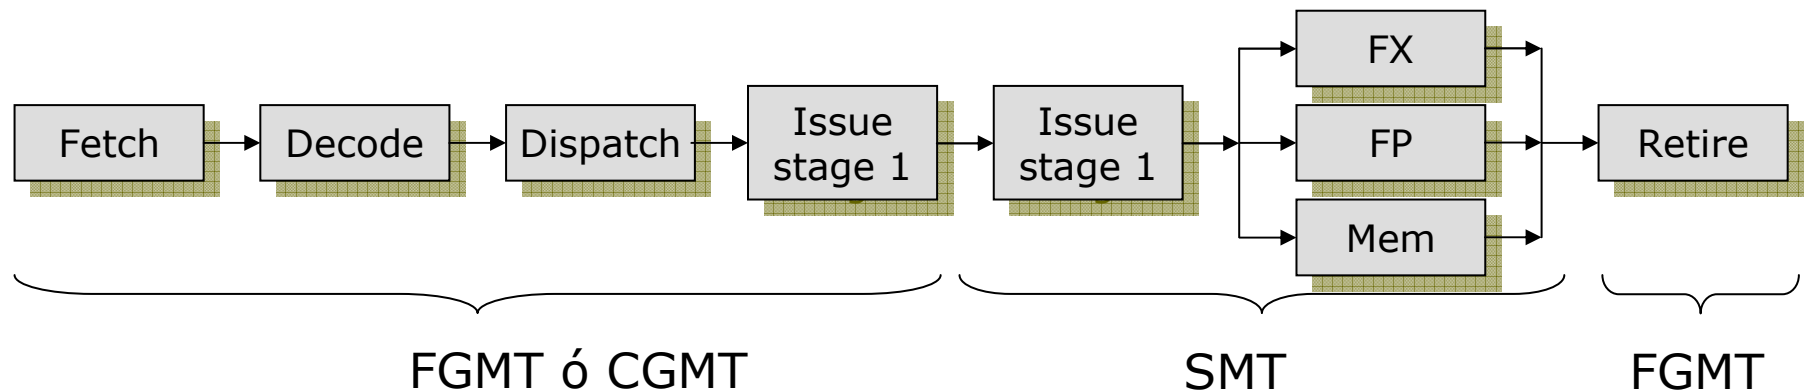 Fetch
Decode
Dispatch
Issue
stage 1
Issue
stage 1
FX
FP
Mem
Retire
FGMT ó CGMT
SMT
FGMT